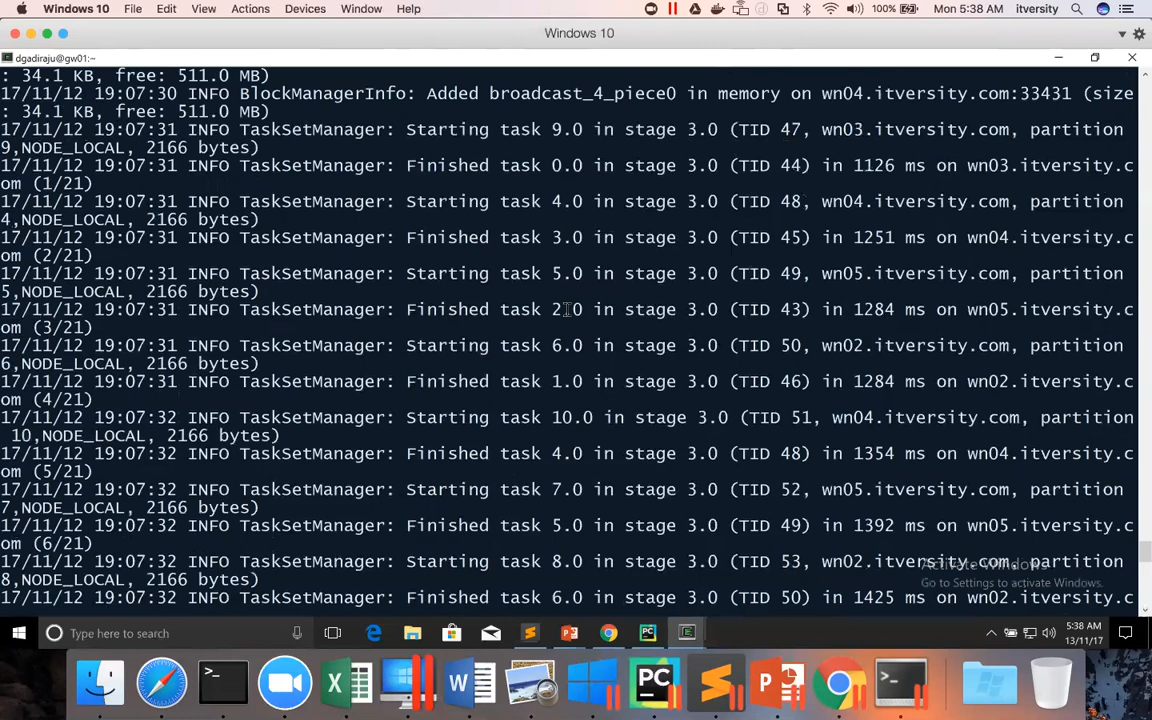 Windows 10 File Edit View Actions Devices Window Help 100% Mon 5:38 AM itversity
Windows 10
dgadiraju@gw01:~
: 34.1 KB, free: 511.0 MB)
17/11/12 19:07:30 INFO BlockManagerInfo: Added broadcast_4_piece0 in memory on wn04.itversity.com:33431 (size
: 34.1 KB, free: 511.0 MB)
17/11/12 19:07:31 INFO TaskSetManager: Starting task 9.0 in stage 3.0 (TID 47, wn03.itversity.com, partition
9,NODE_LOCAL, 2166 bytes)
17/11/12 19:07:31 INFO TaskSetManager: Finished task 0.0 in stage 3.0 (TID 44) in 1126 ms on wn03.itversity.c
om (1/21)
17/11/12 19:07:31 INFO TaskSetManager: Starting task 4.0 in stage 3.0 (TID 48, wn04.itversity.com, partition
4,NODE_LOCAL, 2166 bytes)
17/11/12 19:07:31 INFO TaskSetManager: Finished task 3.0 in stage 3.0 (TID 45) in 1251 ms on wn04.itversity.c
om (2/21)
17/11/12 19:07:31 INFO TaskSetManager: Starting task 5.0 in stage 3.0 (TID 49, wn05.itversity.com, partition
5,NODE_LOCAL, 2166 bytes)
17/11/12 19:07:31 INFO TaskSetManager: Finished task 2.0 in stage 3.0 (TID 43) in 1284 ms on wn05.itversity.c
om (3/21)
17/11/12 19:07:31 INFO TaskSetManager: Starting task 6.0 in stage 3.0 (TID 50, wn02.itversity.com, partition
6,NODE_LOCAL, 2166 bytes)
17/11/12 19:07:31 INFO TaskSetManager: Finished task 1.0 in stage 3.0 (TID 46) in 1284 ms on wn02.itversity.c
om (4/21)
17/11/12 19:07:32 INFO TaskSetManager: Starting task 10.0 in stage 3.0 (TID 51, wn04.itversity.com, partition
10,NODE_LOCAL, 2166 bytes)
17/11/12 19:07:32 INFO TaskSetManager: Finished task 4.0 in stage 3.0 (TID 48) in 1354 ms on wn04.itversity.c
om (5/21)
17/11/12 19:07:32 INFO TaskSetManager: Starting task 7.0 in stage 3.0 (TID 52, wn05.itversity.com, partition
7,NODE_LOCAL, 2166 bytes)
17/11/12 19:07:32 INFO TaskSetManager: Finished task 5.0 in stage 3.0 (TID 49) in 1392 ms on wn05.itversity.c
om (6/21)
17/11/12 19:07:32 INFO TaskSetManager: Starting task 8.0 in stage 3.0 (TID 53, wn02.itversity.com, partition
8,NODE_LOCAL, 2166 bytes)
Activate Windows
Go to Settings to activate Windows.
17/11/12 19:07:32 INFO TaskSetManager: Finished task 6.0 in stage 3.0 (TID 50) in 1425 ms on wn02.itversity.c
Type here to search
5:38 AM
13/11/17